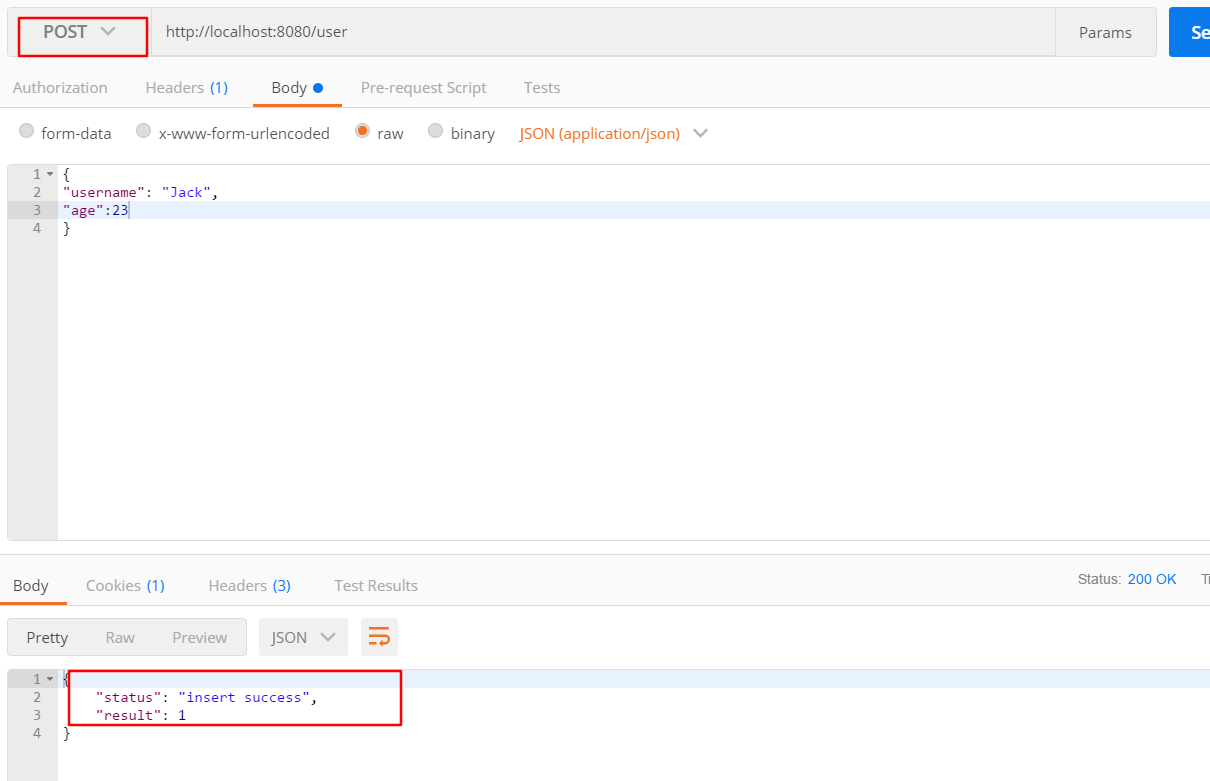 POST http://localhost:8080/user Params
Authorization Headers (1) Body Pre-request Script Tests
form-data x-www-form-urlencoded raw binary JSON (application/json)
1 {
2 "username": "Jack",
3 "age":23
4 }
Body Cookies (1) Headers (3) Test Results Status: 200 OK
Pretty Raw Preview JSON
1 {
2 "status": "insert success",
3 "result": 1
4 }